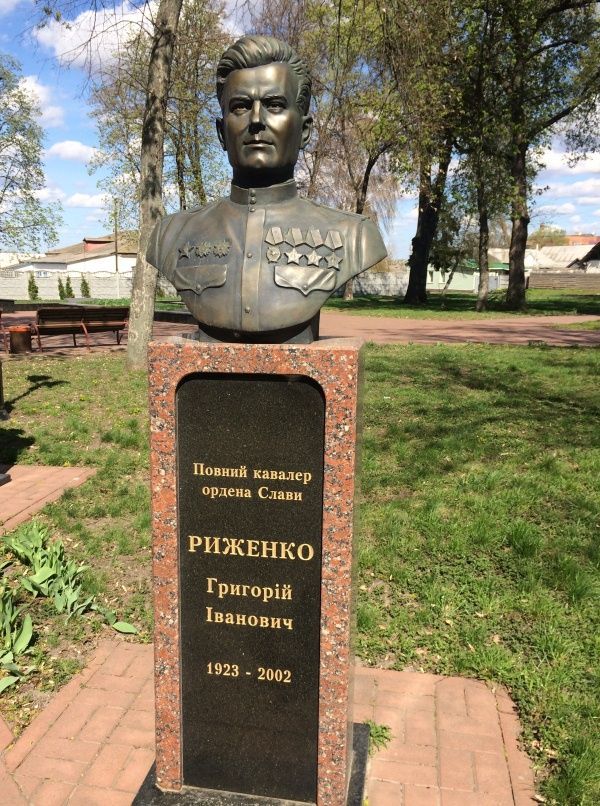 Повний кавалер
ордена Слави
РИЖЕНКО
Григорій
Іванович
1923 - 2002